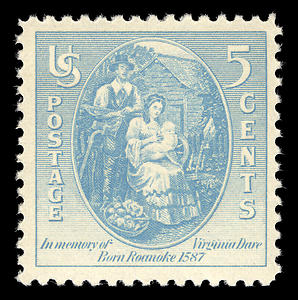 US
POSTAGE
5
CENTS
In memory of Virginia Dare
Born Roanoke 1587